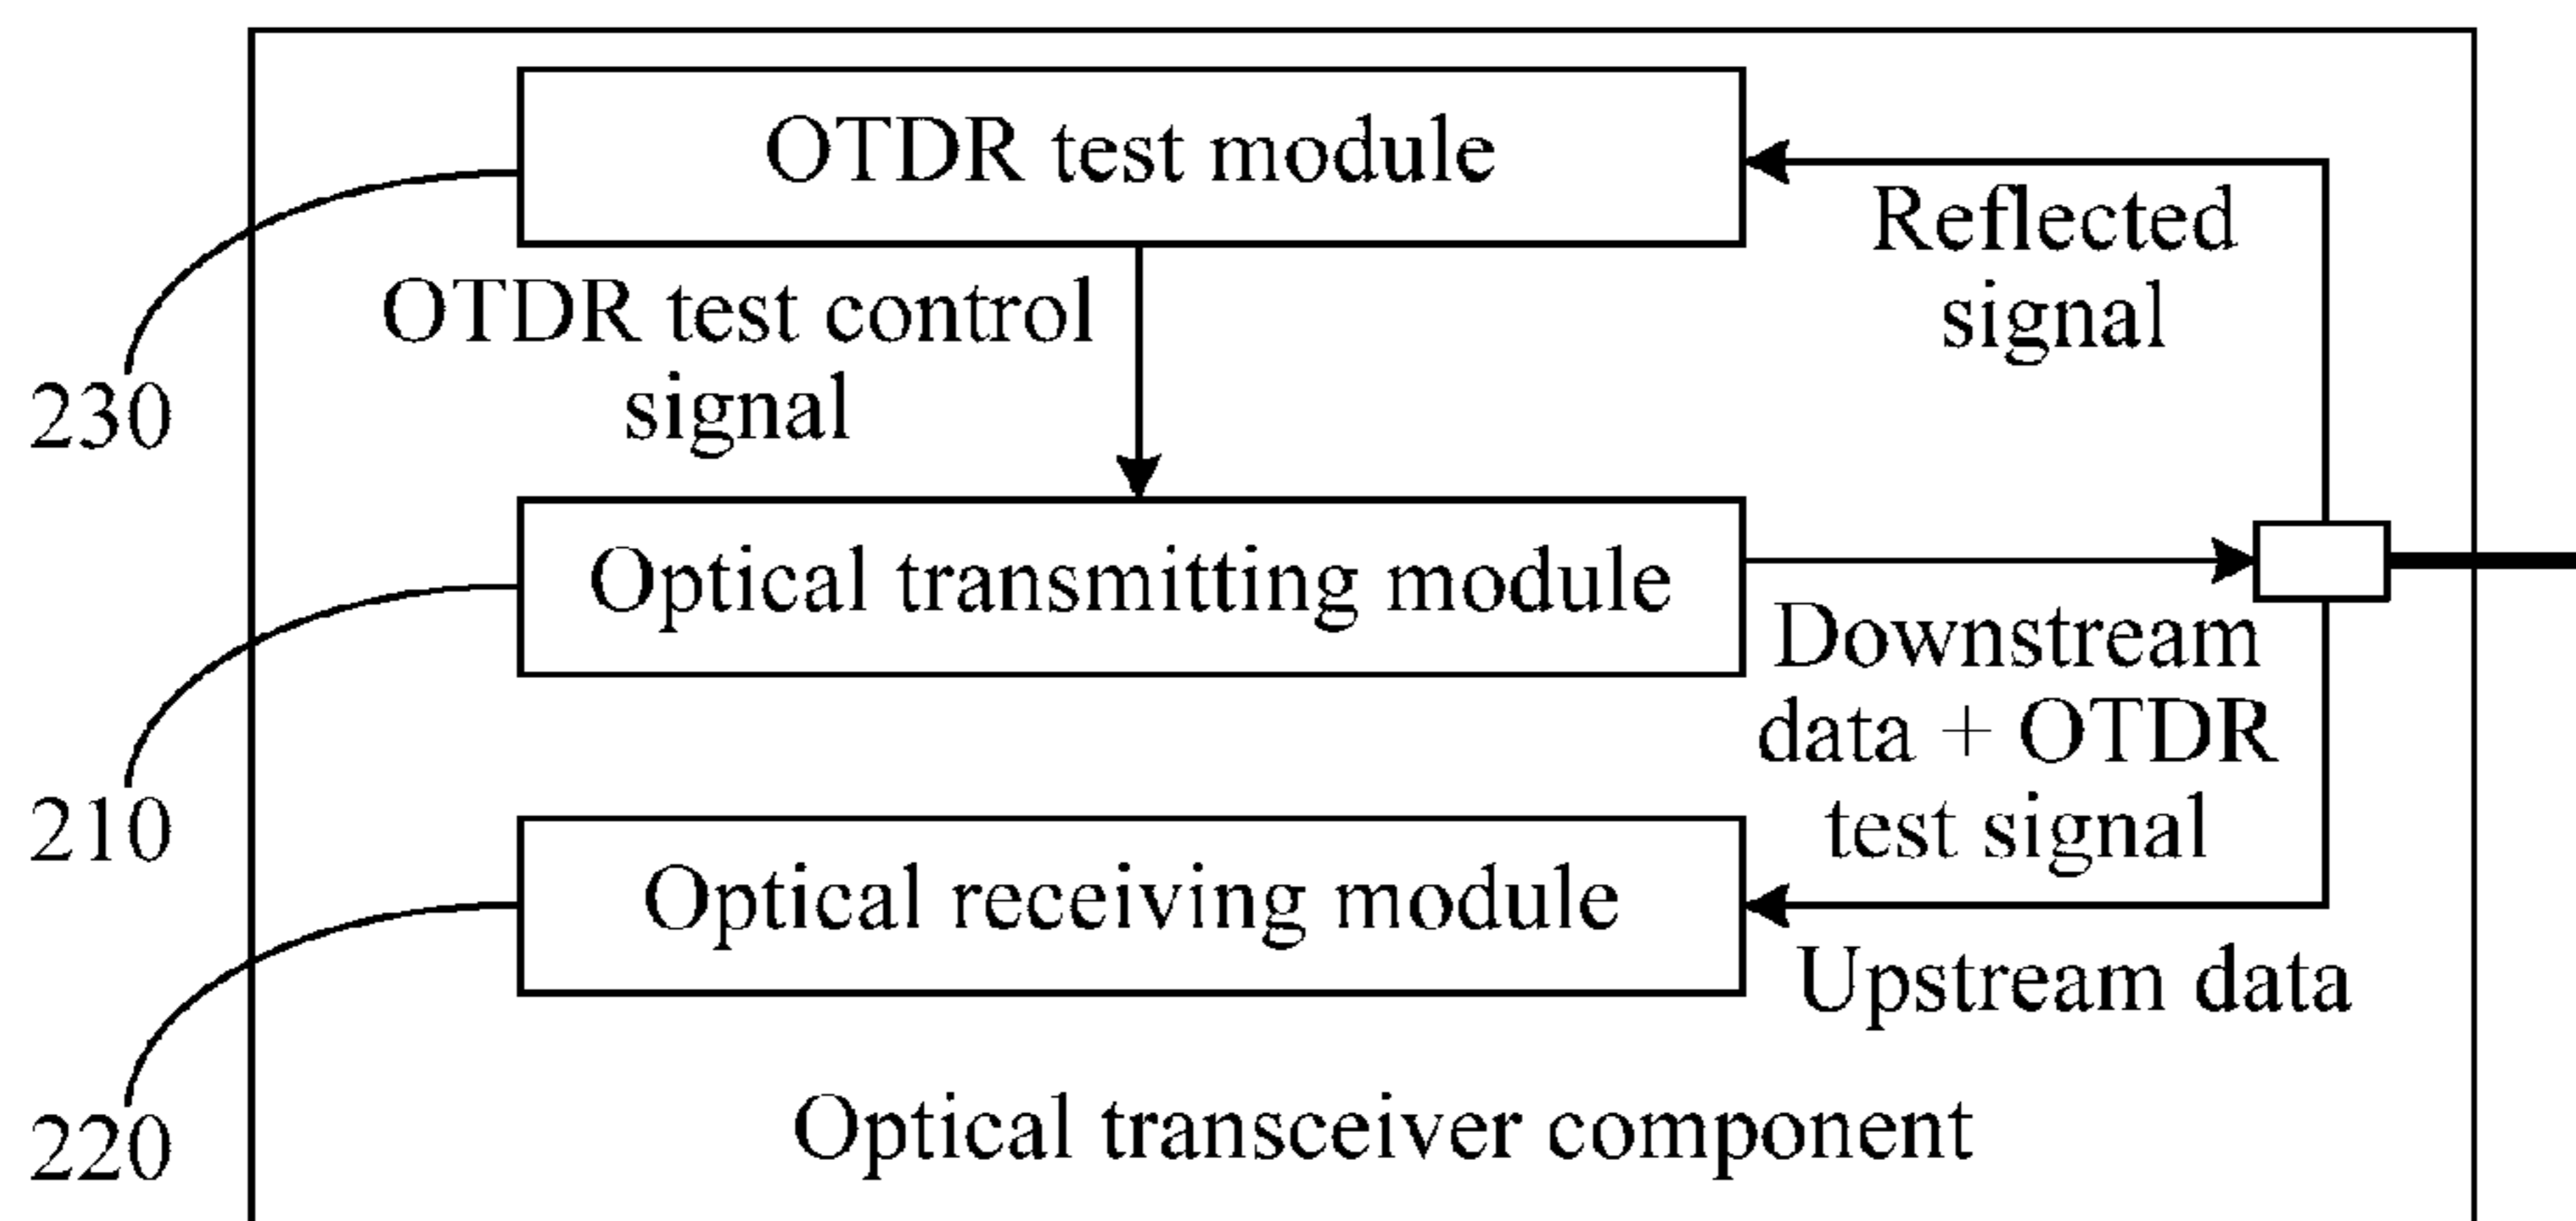 OTDR test module
Reflected
signal
OTDR test control
signal
230
Optical transmitting module
Downstream
data + OTDR
test signal
210
Optical receiving module
Upstream data
220
Optical transceiver component